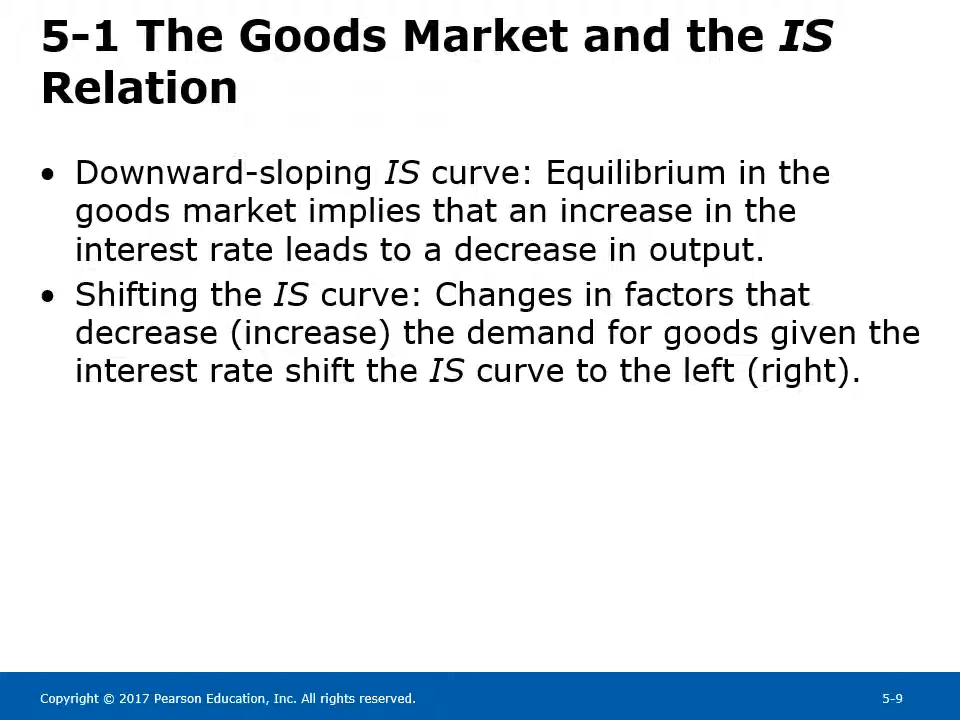 5-1 The Goods Market and the IS
Relation
• Downward-sloping IS curve: Equilibrium in the
goods market implies that an increase in the
interest rate leads to a decrease in output.
• Shifting the IS curve: Changes in factors that
decrease (increase) the demand for goods given the
interest rate shift the IS curve to the left (right).
Copyright © 2017 Pearson Education, Inc. All rights reserved.
5-9